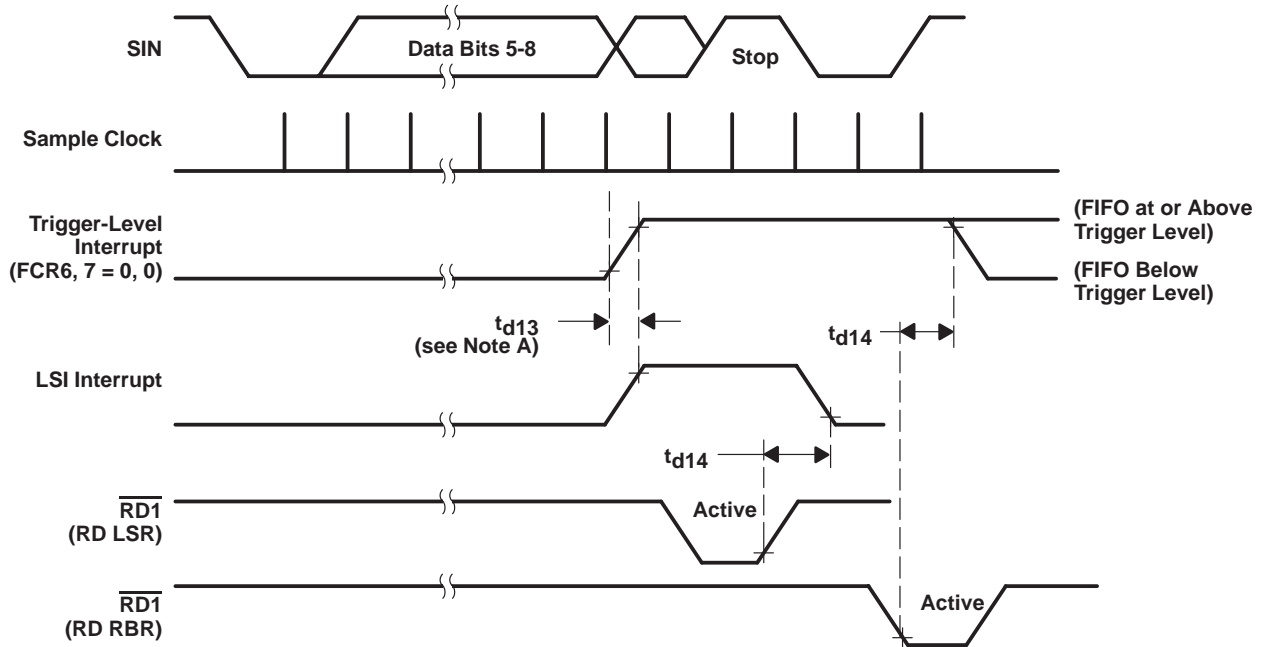 SIN
Data Bits 5-8
Stop
Sample Clock
Trigger-Level
Interrupt
(FCR6, 7 = 0, 0)
(FIFO at or Above
Trigger Level)
(FIFO Below
Trigger Level)
td13
(see Note A)
td14
LSI Interrupt
td14
RD1
(RD LSR)
Active
RD1
(RD RBR)
Active